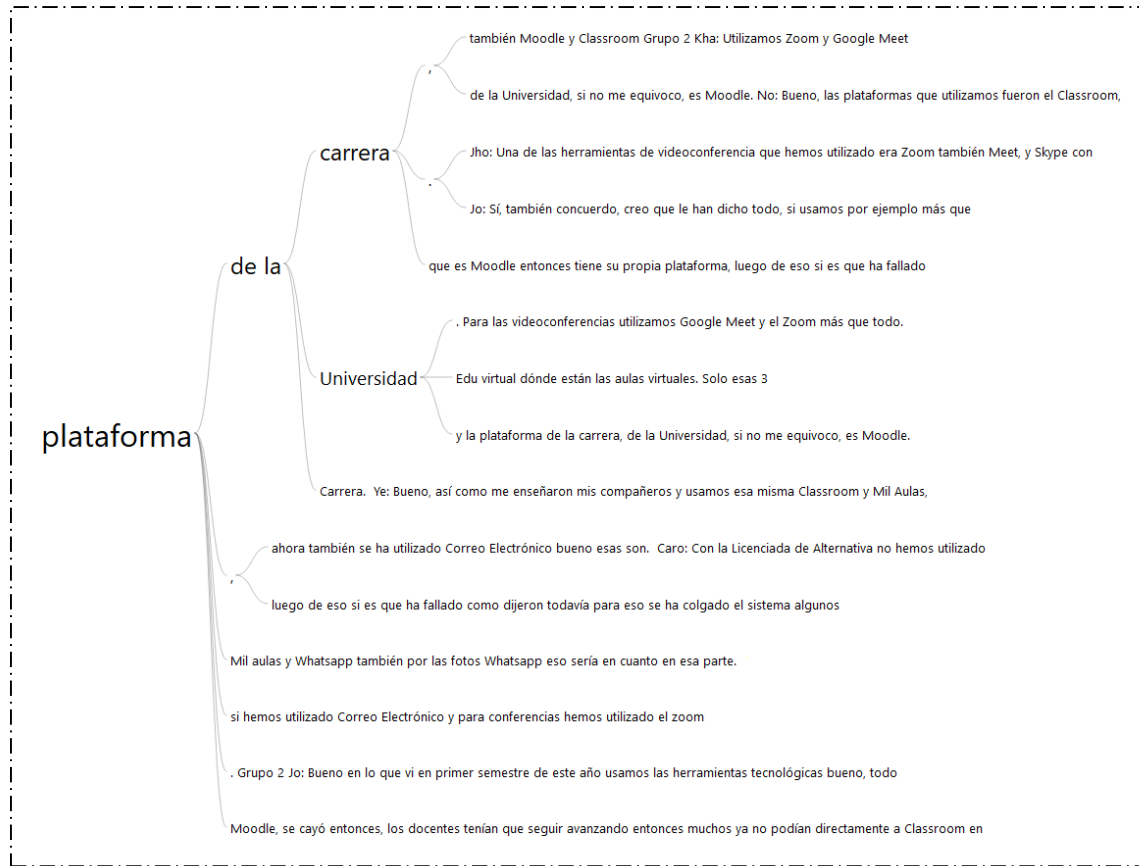 también Moodle y Classroom Grupo 2 Kha: Utilizamos Zoom y Google Meet
,
de la Universidad, si no me equivoco, es Moodle. No: Bueno, las plataformas que utilizamos fueron el Classroom,
carrera
Jho: Una de las herramientas de videoconferencia que hemos utilizado era Zoom también Meet, y Skype con
.
Jo: Sí, también concuerdo, creo que le han dicho todo, si usamos por ejemplo más que
de la
que es Moodle entonces tiene su propia plataforma, luego de eso si es que ha fallado
. Para las videoconferencias utilizamos Google Meet y el Zoom más que todo.
Universidad
Edu virtual dónde están las aulas virtuales. Solo esas 3
plataforma
y la plataforma de la carrera, de la Universidad, si no me equivoco, es Moodle.
Carrera.  Ye: Bueno, así como me enseñaron mis compañeros y usamos esa misma Classroom y Mil Aulas,
ahora también se ha utilizado Correo Electrónico bueno esas son.  Caro: Con la Licenciada de Alternativa no hemos utilizado
,
luego de eso si es que ha fallado como dijeron todavía para eso se ha colgado el sistema algunos
Mil aulas y Whatsapp también por las fotos Whatsapp eso sería en cuanto en esa parte.
si hemos utilizado Correo Electrónico y para conferencias hemos utilizado el zoom
. Grupo 2 Jo: Bueno en lo que vi en primer semestre de este año usamos las herramientas tecnológicas bueno, todo
Moodle, se cayó entonces, los docentes tenían que seguir avanzando entonces muchos ya no podían directamente a Classroom en